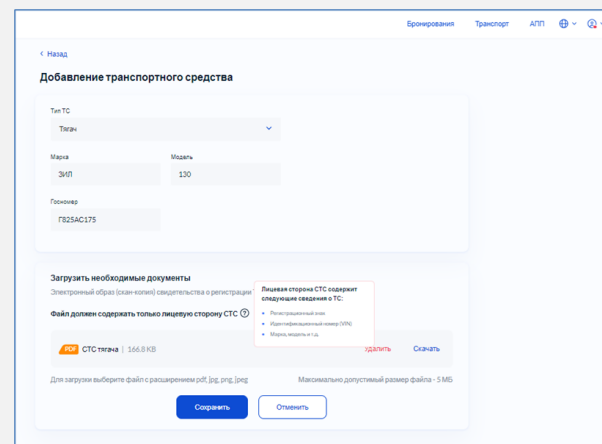 Бронирования Транспорт АПП
Назад
Добавление транспортного средства
Тип ТС
Тягач
Марка Модель
ЗИЛ 130
Госномер
Г825АС175
Загрузить необходимые документы
Электронный образ (скан-копия) свидетельства о регистрации
Лицевая сторона СТС содержит
следующие сведения о ТС:
Регистрационный знак
Идентификационный номер (VIN)
Марка, модель и т.д.
Файл должен содержать только лицевую сторону СТС ?
PDF СТС тягача | 166.8 KB Удалить Скачать
Для загрузки выберите файл с расширением pdf, jpg, png, jpeg Максимально допустимый размер файла - 5 МБ
Сохранить Отменить